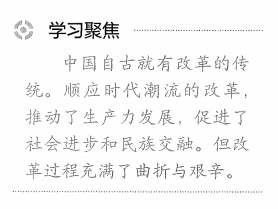 学习聚焦
中国自古就有改革的传
统。顺应时代潮流的改革，
推动了生产力发展，促进了
社会进步和民族交融。但改
革过程充满了曲折与艰辛。